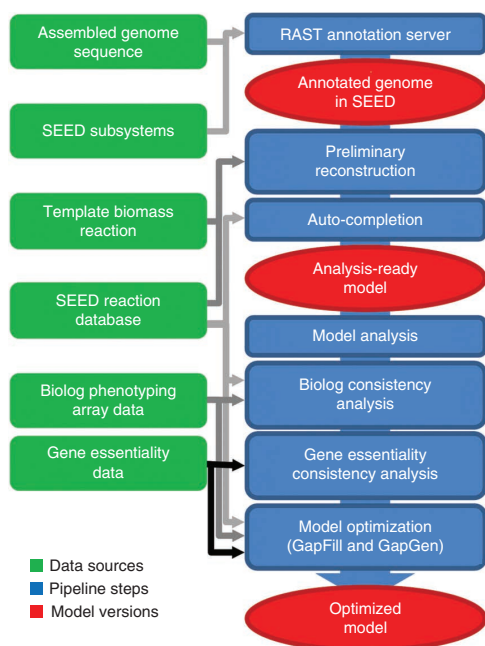 Assembled genome
sequence
SEED subsystems
Template biomass
reaction
SEED reaction
database
Biolog phenotyping
array data
Gene essentiality
data
RAST annotation server
Annotated genome
in SEED
Preliminary
reconstruction
Auto-completion
Analysis-ready
model
Model analysis
Biolog consistency
analysis
Gene essentiality
consistency analysis
Model optimization
(GapFill and GapGen)
Optimized
model
Data sources
Pipeline steps
Model versions